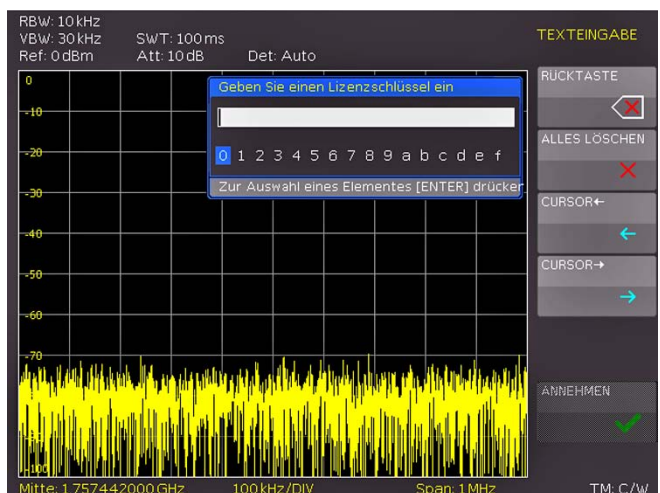 RBW: 10 kHz
VBW: 30 kHz SWT: 100 ms
Ref: 0 dBm Att: 10 dB Det: Auto
TEXTEINGABE
0
-10
-20
-30
-40
-50
-60
-70
-100
Geben Sie einen Lizenzschlüssel ein
0 1 2 3 4 5 6 7 8 9 a b c d e f
Zur Auswahl eines Elementes [ENTER] drücken
RÜCKTASTE
ALLES LÖSCHEN
CURSOR←
CURSOR→
ANNEHMEN
Mitte: 1.757442000 GHz 100 kHz/DIV Span: 1 MHz TM: C/W